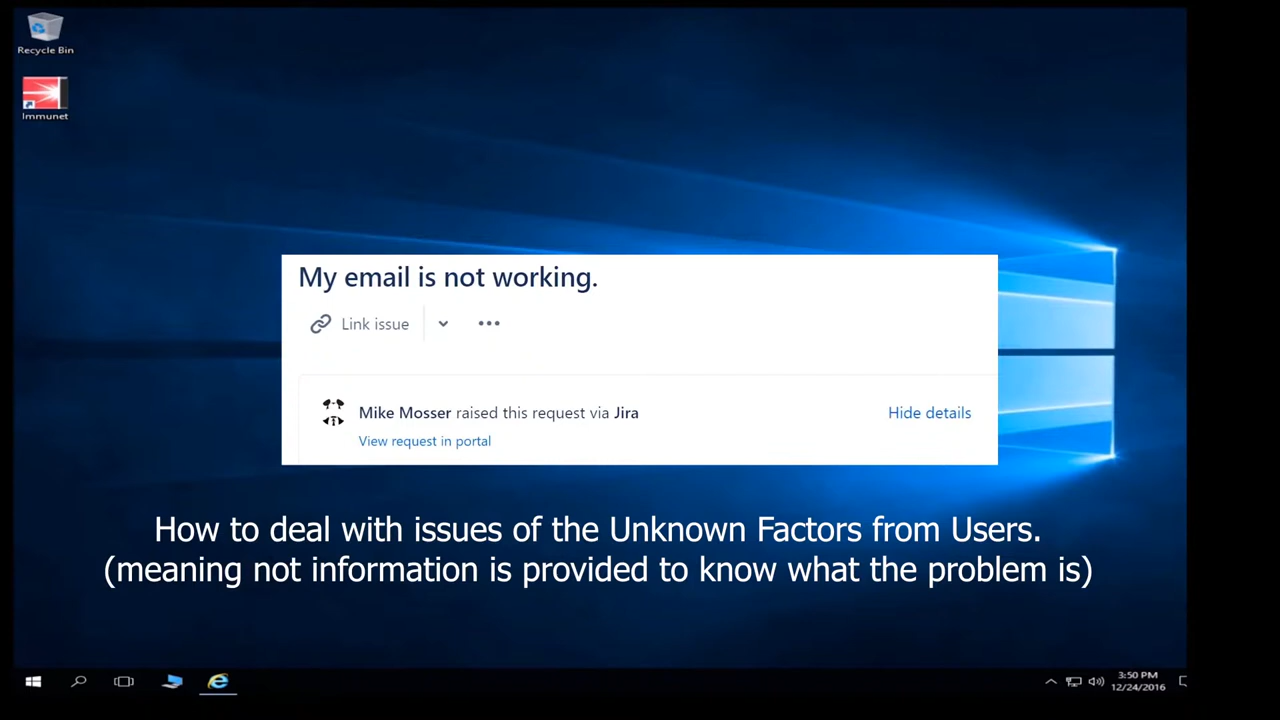 Recycle Bin
Immunet
My email is not working.
Link issue
Mike Mosser raised this request via Jira
Hide details
View request in portal
How to deal with issues of the Unknown Factors from Users.
(meaning not information is provided to know what the problem is)
3:50 PM
12/24/2016